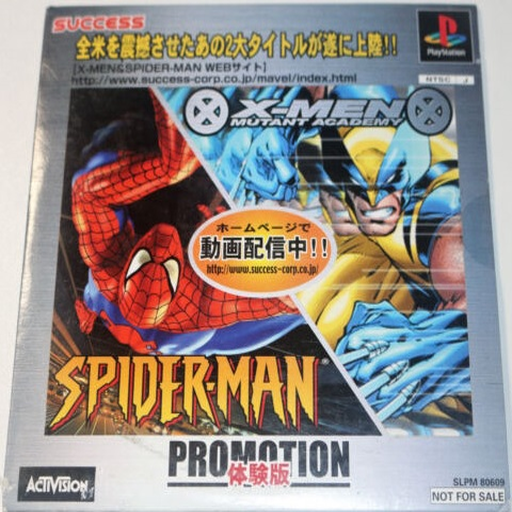 SUCCESS
全米を震撼させたあの2大タイトルが遂に上陸!!
[X-MEN&SPIDER-MAN WEBサイト]
http://www.success-corp.co.jp/mavel/index.html
PlayStation
NTSC J
X-MEN
MUTANT ACADEMY
ホームページで
動画配信中!!
http://www.success-corp.co.jp/
SPIDER-MAN
PROMOTION
体験版
ACTIVISION
SLPM 80609
NOT FOR SALE